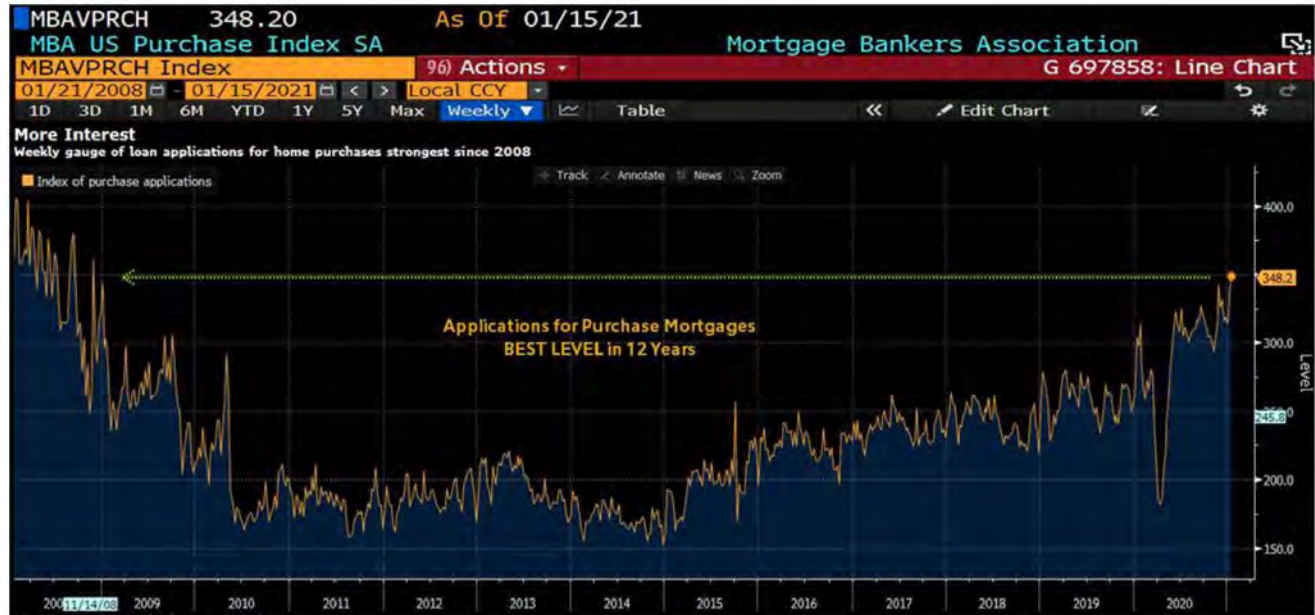 MBAVPRCH 348.20 As Of 01/15/21
MBA US Purchase Index SA Mortgage Bankers Association
MBAVPRCH Index 96) Actions G 697858: Line Chart
01/21/2008 - 01/15/2021 < > Local CCY
1D 3D 1M 6M YTD 1Y 5Y Max Weekly ▼ Table « Edit Chart
More Interest
Weekly gauge of loan applications for home purchases strongest since 2008
Index of purchase applications
Track Annotate News Zoom
400.0
348.2
Applications for Purchase Mortgages
BEST LEVEL in 12 Years
300.0
Level
245.8
200.0
150.0
11/14/08 2009 2010 2011 2012 2013 2014 2015 2016 2017 2018 2019 2020